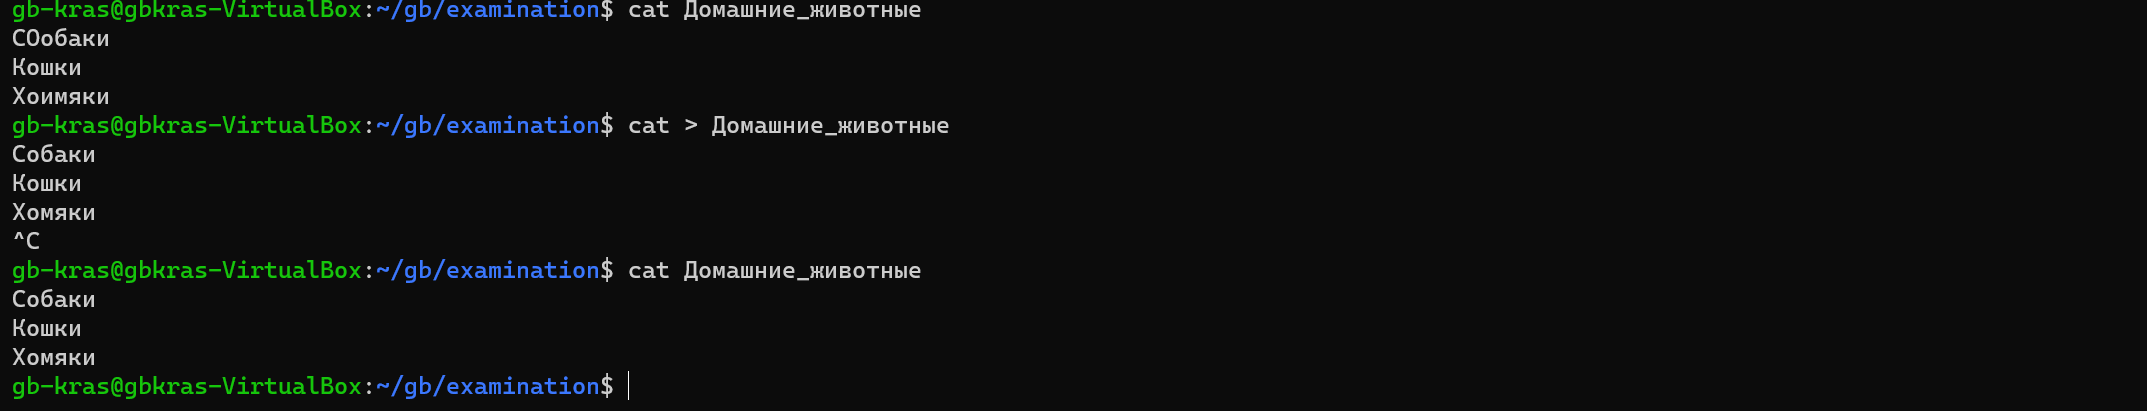 gb-kras@gbkras-VirtualBox:~/gb/examination$ cat Домашние_животные
СОобаки
Кошки
Хоимяки
gb-kras@gbkras-VirtualBox:~/gb/examination$ cat > Домашние_животные
Собаки
Кошки
Хомяки
^C
gb-kras@gbkras-VirtualBox:~/gb/examination$ cat Домашние_животные
Собаки
Кошки
Хомяки
gb-kras@gbkras-VirtualBox:~/gb/examination$